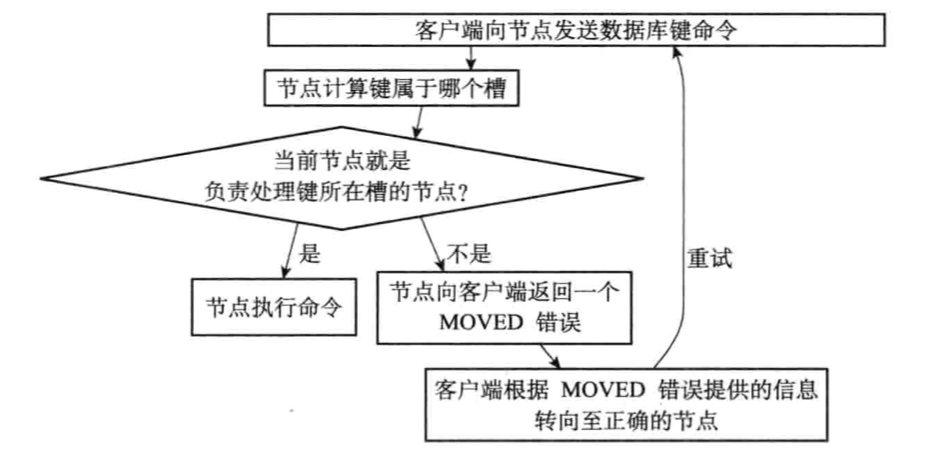 客户端向节点发送数据库键命令
节点计算键属于哪个槽
当前节点就是
负责处理键所在槽的节点?
是
不是
重试
节点执行命令
节点向客户端返回一个
MOVED 错误
客户端根据 MOVED 错误提供的信息
转向至正确的节点